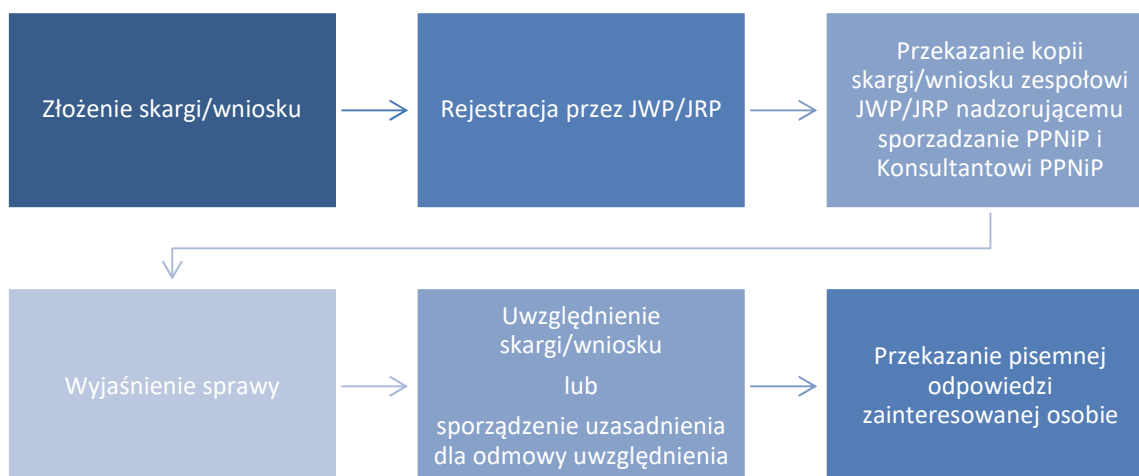 Złożenie skargi/wniosku
Rejestracja przez JWP/JRP
Przekazanie kopii
skargi/wniosku zespołowi
JWP/JRP nadzorującemu
sporzadzanie PPNiP i
Konsultantowi PPNiP
Wyjaśnienie sprawy
Uwzględnienie
skargi/wniosku
lub
sporządzenie uzasadnienia
dla odmowy uwzględnienia
Przekazanie pisemnej
odpowiedzi
zainteresowanej osobie